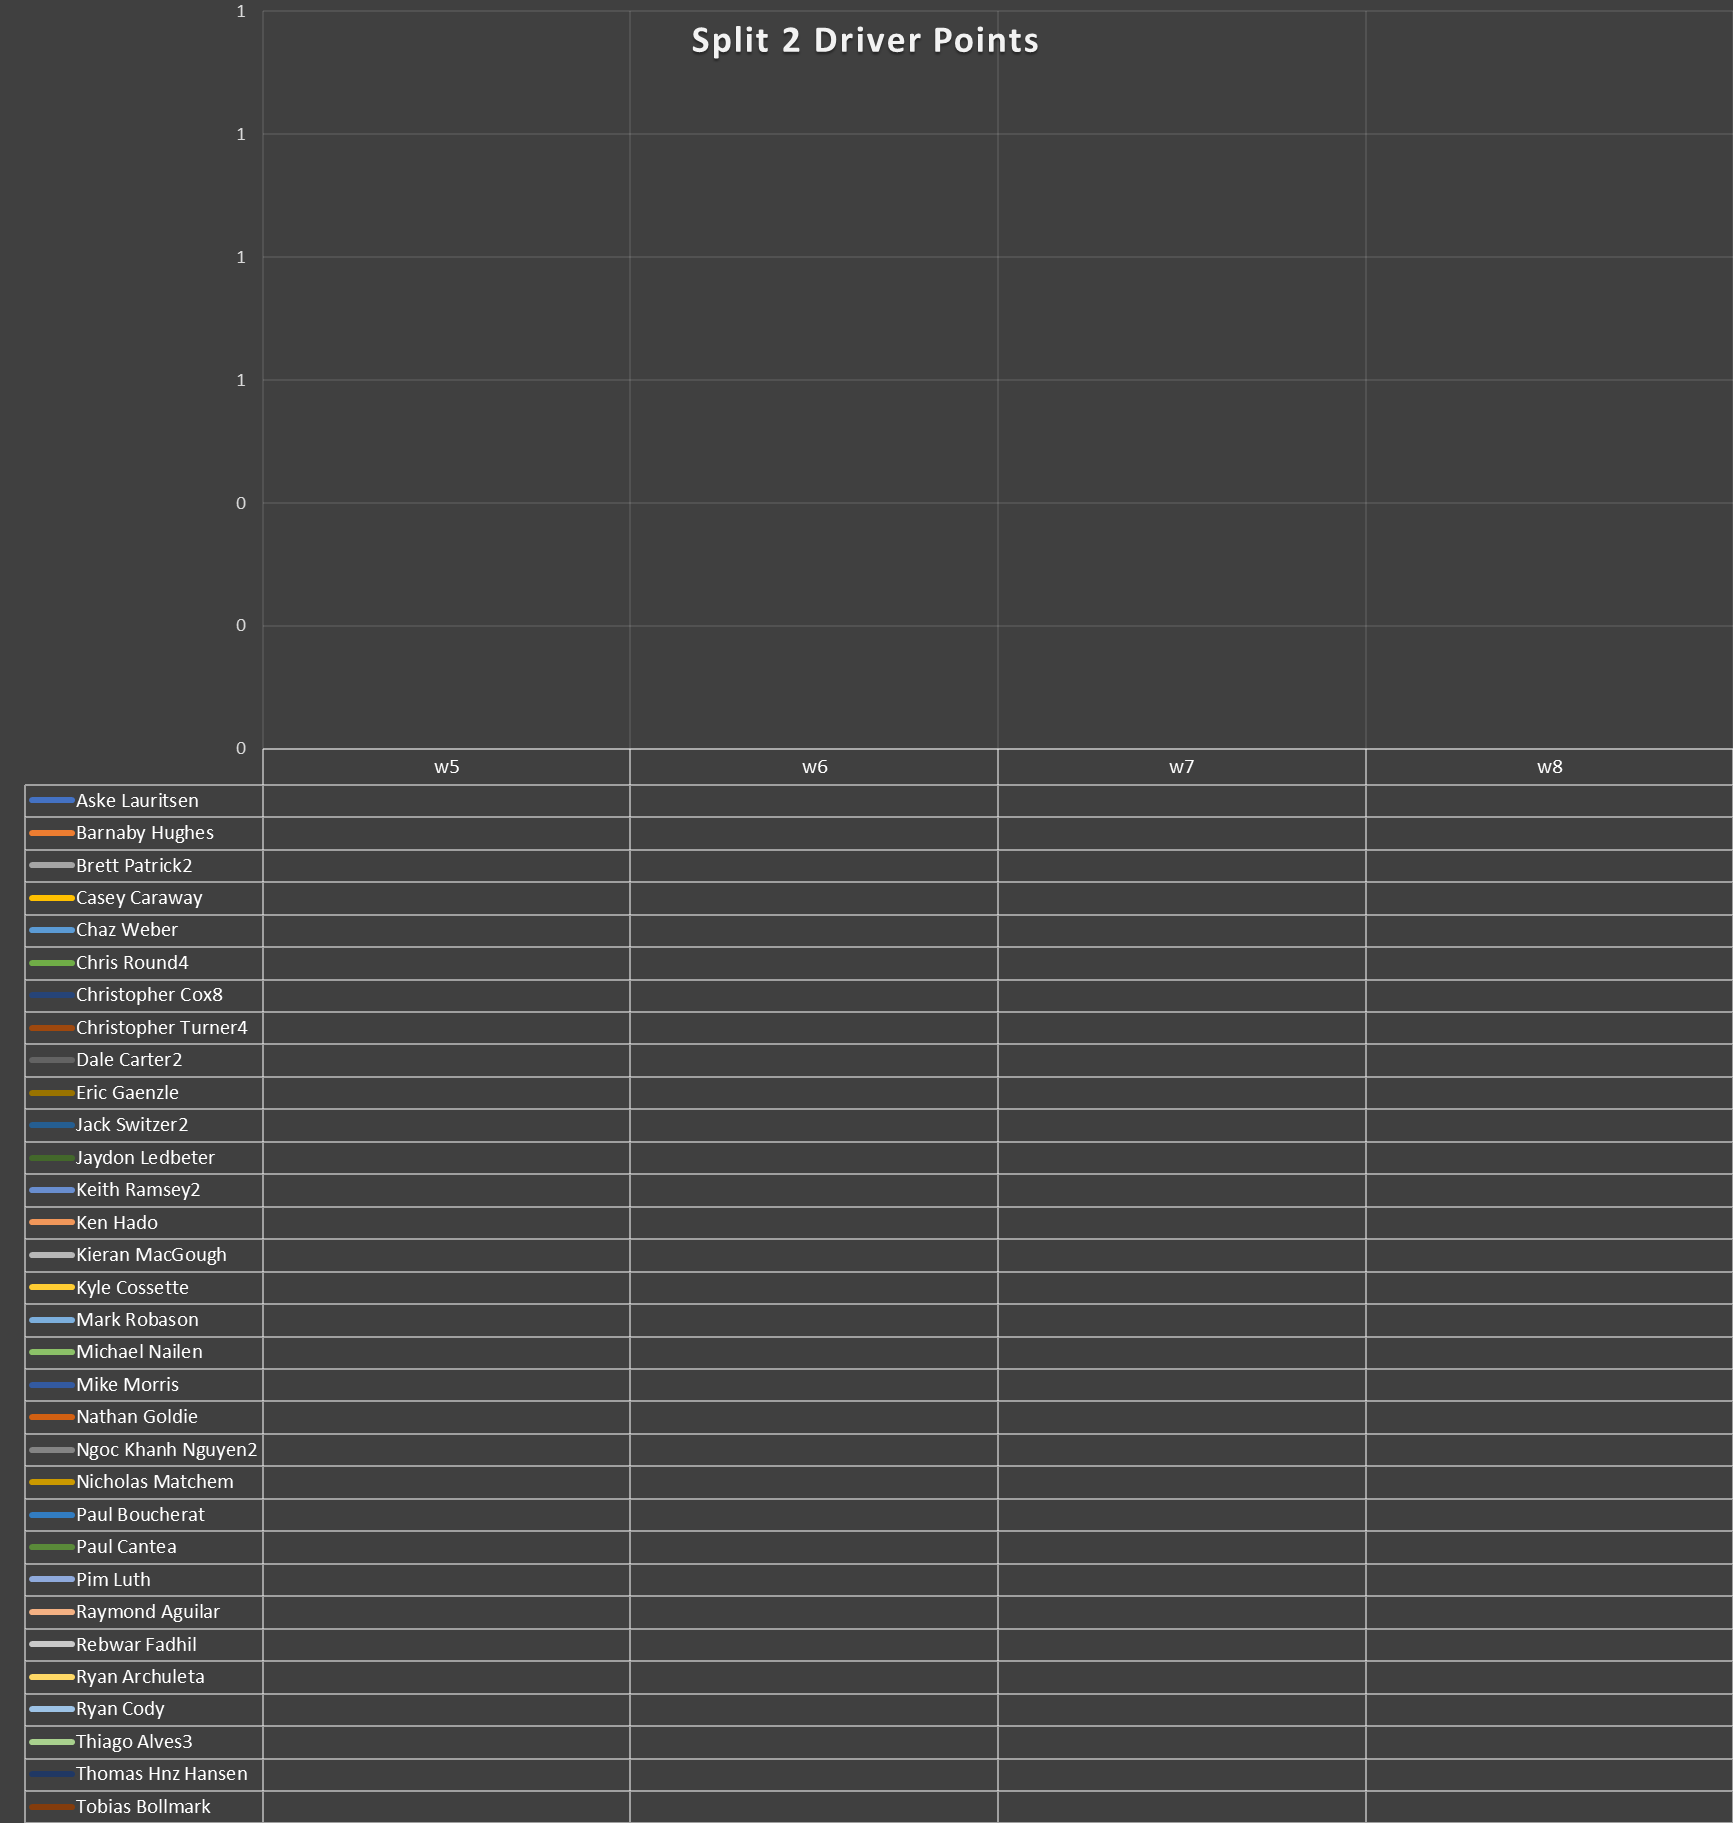 1
Split 2 Driver Points
1
1
1
0
0
0
w5 w6 w7 w8
Aske Lauritsen
Barnaby Hughes
Brett Patrick2
Casey Caraway
Chaz Weber
Chris Round4
Christopher Cox8
Christopher Turner4
Dale Carter2
Eric Gaenzle
Jack Switzer2
Jaydon Ledbeter
Keith Ramsey2
Ken Hado
Kieran MacGough
Kyle Cossette
Mark Robason
Michael Nailen
Mike Morris
Nathan Goldie
Ngoc Khanh Nguyen2
Nicholas Matchem
Paul Boucherat
Paul Cantea
Pim Luth
Raymond Aguilar
Rebwar Fadhil
Ryan Archuleta
Ryan Cody
Thiago Alves3
Thomas Hnz Hansen
Tobias Bollmark